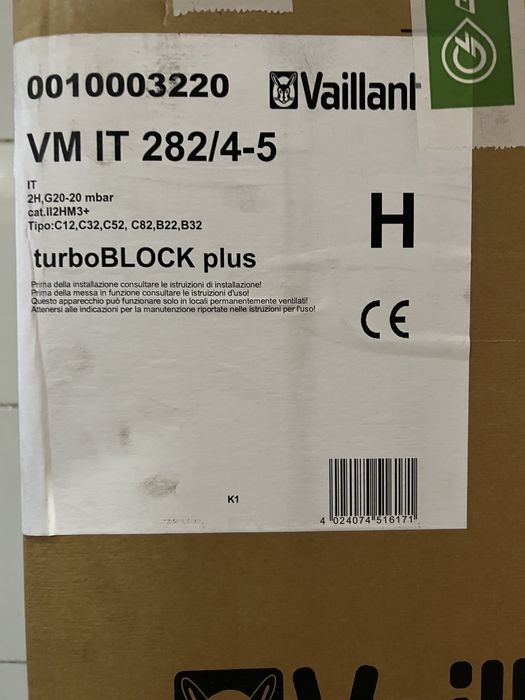 0010003220 Vaillant
VM IT 282/4-5
IT
2H,G20-20 mbar
cat.II2HM3+
Tipo:C12,C32,C52, C82,B22,B32
H
turboBLOCK plus
Prima della installazione consultare le istruzioni di installazione!
Prima della messa in funzione consultare le istruzioni d'uso!
Questo apparecchio può funzionare solo in locali permanentemente ventilati!
Attenersi alle indicazioni per la manutenzione riportate nelle istruzioni per l'uso!
CE
K1
4 024074 516171